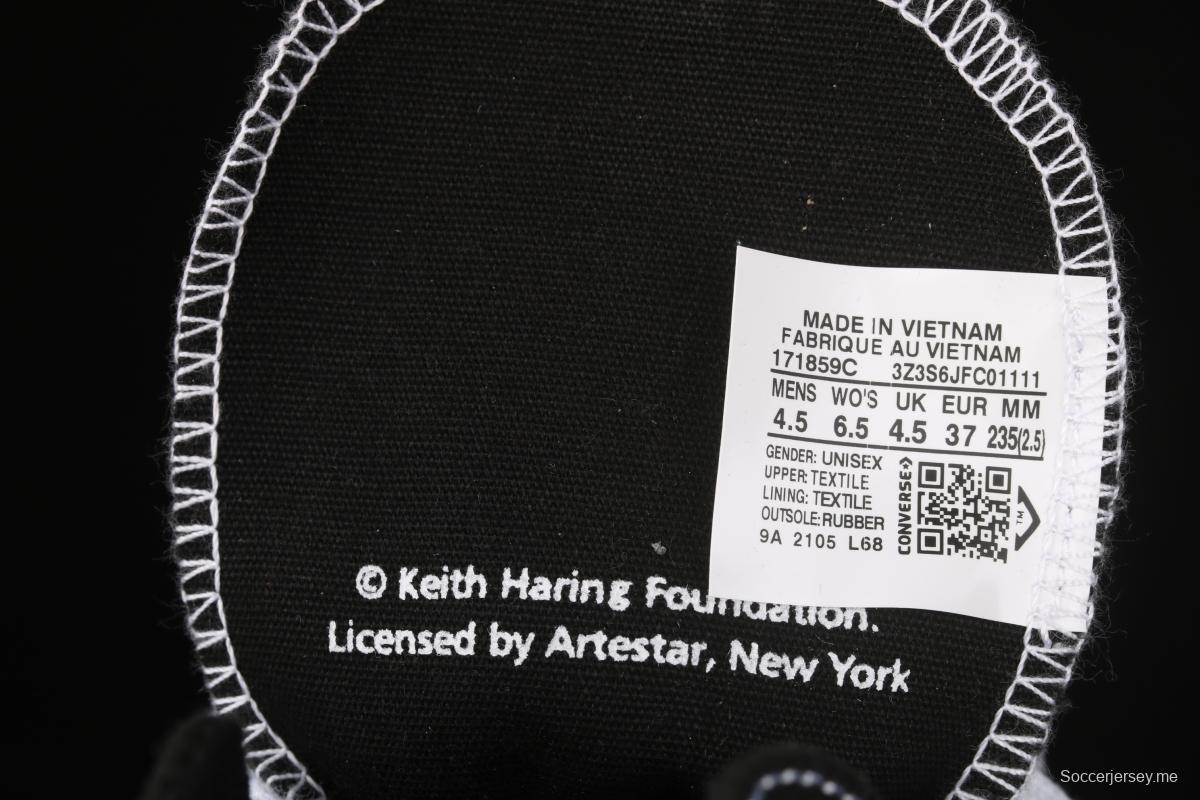 MADE IN VIETNAM
FABRIQUE AU VIETNAM
171859C 3Z3S6JFC01111
MENS WO'S UK EUR MM
4.5 6.5 4.5 37 235(2.5)
GENDER: UNISEX
UPPER: TEXTILE
LINING: TEXTILE
OUTSOLE: RUBBER
9A 2105 L68
CONVERSE
TM
© Keith Haring Foundation.
Licensed by Artestar, New York
Soccerjersey.me